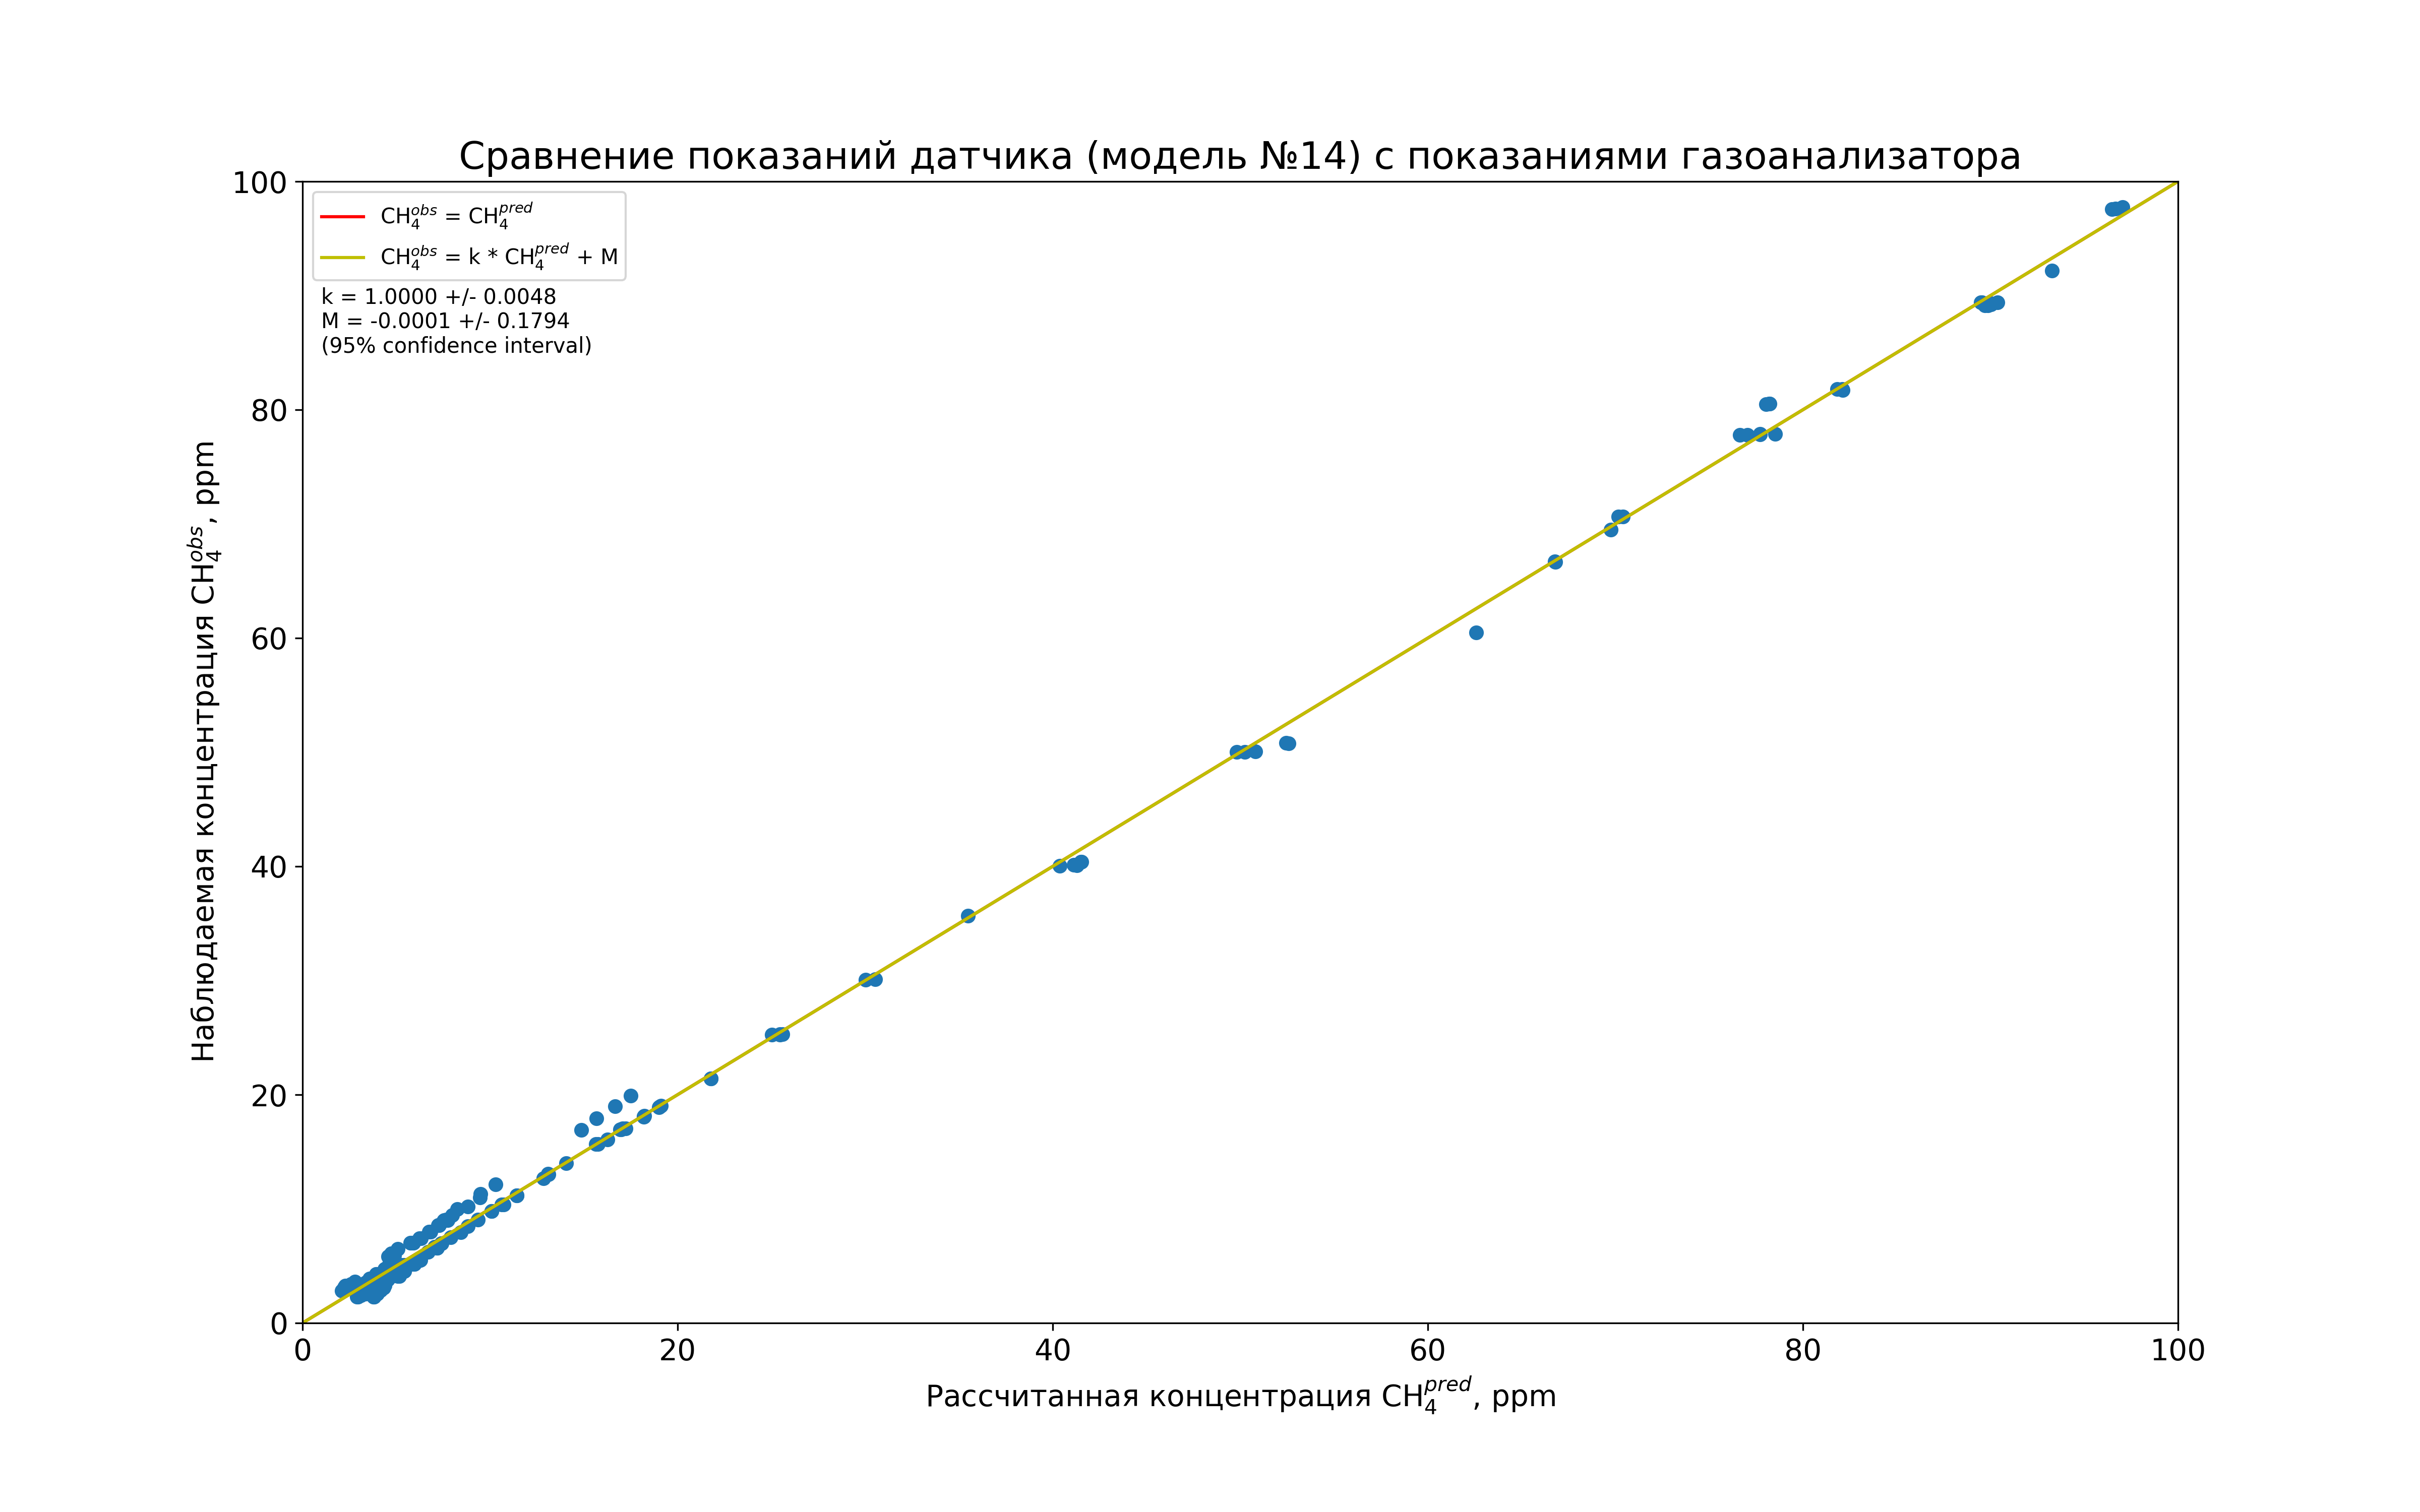 Сравнение показаний датчика (модель №14) с показаниями газоанализатора
100
80
60
40
20
0
CH₄ᵒᵇˢ = CH₄ᵖʳᵉᵈ
CH₄ᵒᵇˢ = k * CH₄ᵖʳᵉᵈ + M
k = 1.0000 +/- 0.0048
M = -0.0001 +/- 0.1794
(95% confidence interval)
Наблюдаемая концентрация CH₄ᵒᵇˢ, ppm
0 20 40 60 80 100
Рассчитанная концентрация CH₄ᵖʳᵉᵈ, ppm